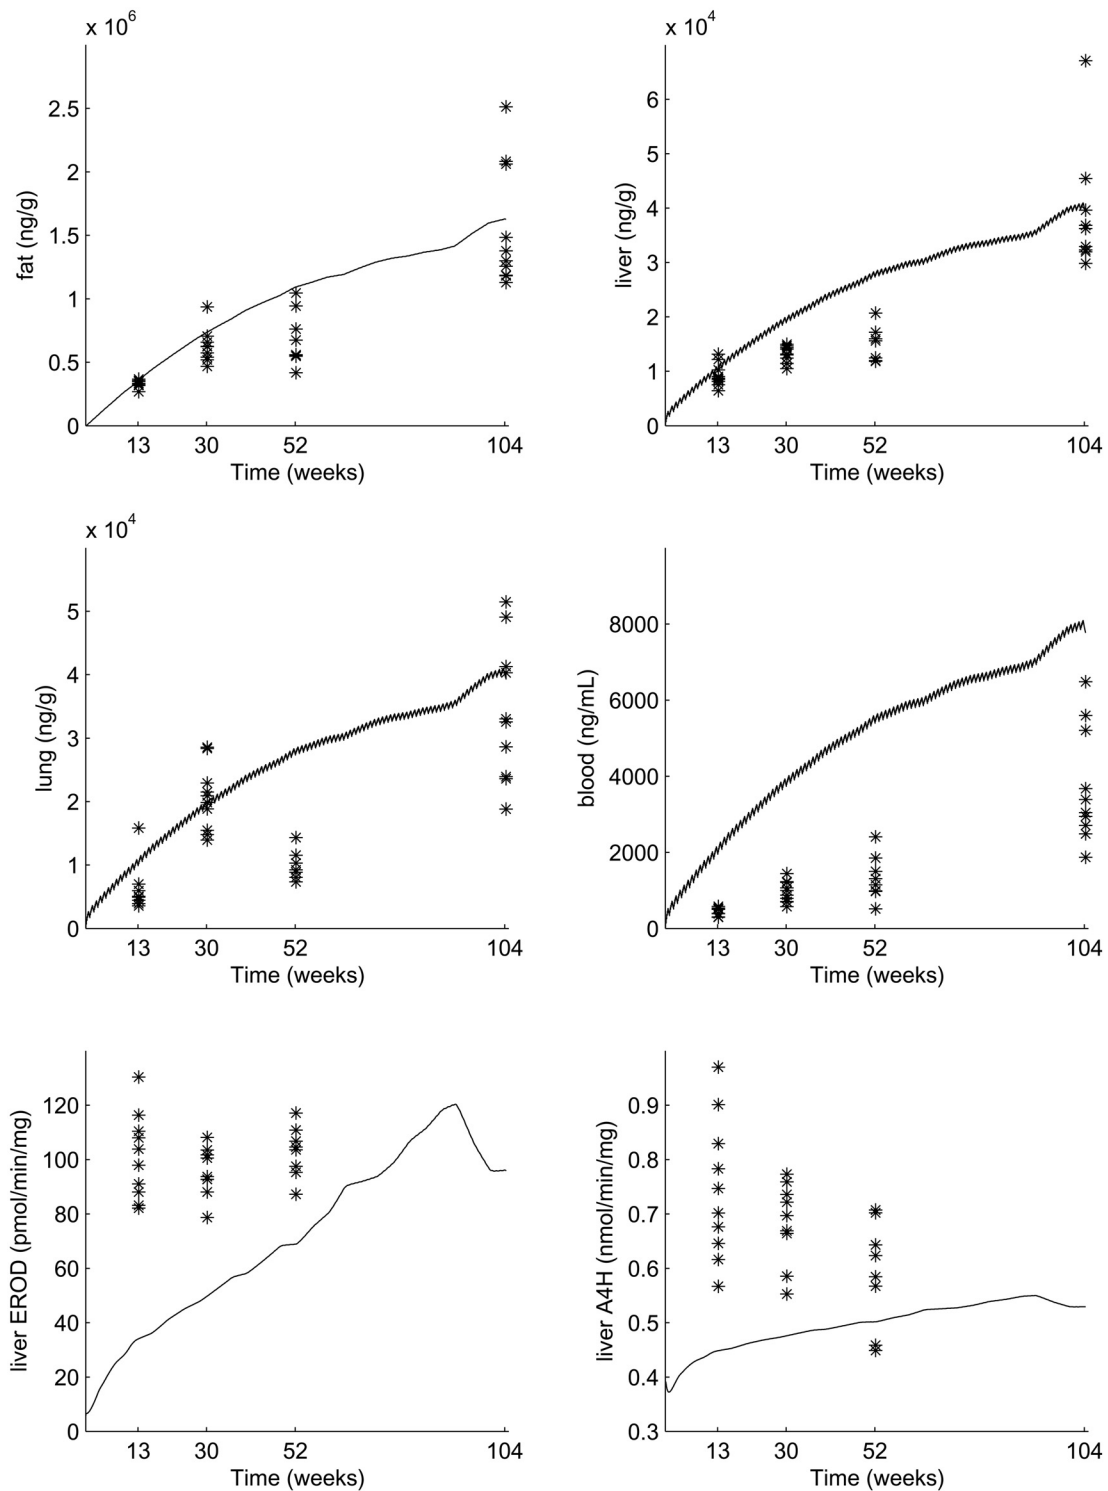 x 10^6
fat (ng/g)
2.5
2
1.5
1
0.5
0
13 30 52 104
Time (weeks)
x 10^4
liver (ng/g)
6
5
4
3
2
1
0
13 30 52 104
Time (weeks)
x 10^4
lung (ng/g)
5
4
3
2
1
0
13 30 52 104
Time (weeks)
blood (ng/mL)
8000
6000
4000
2000
0
13 30 52 104
Time (weeks)
liver EROD (pmol/min/mg)
120
100
80
60
40
20
0
13 30 52 104
Time (weeks)
liver A4H (nmol/min/mg)
0.9
0.8
0.7
0.6
0.5
0.4
0.3
13 30 52 104
Time (weeks)